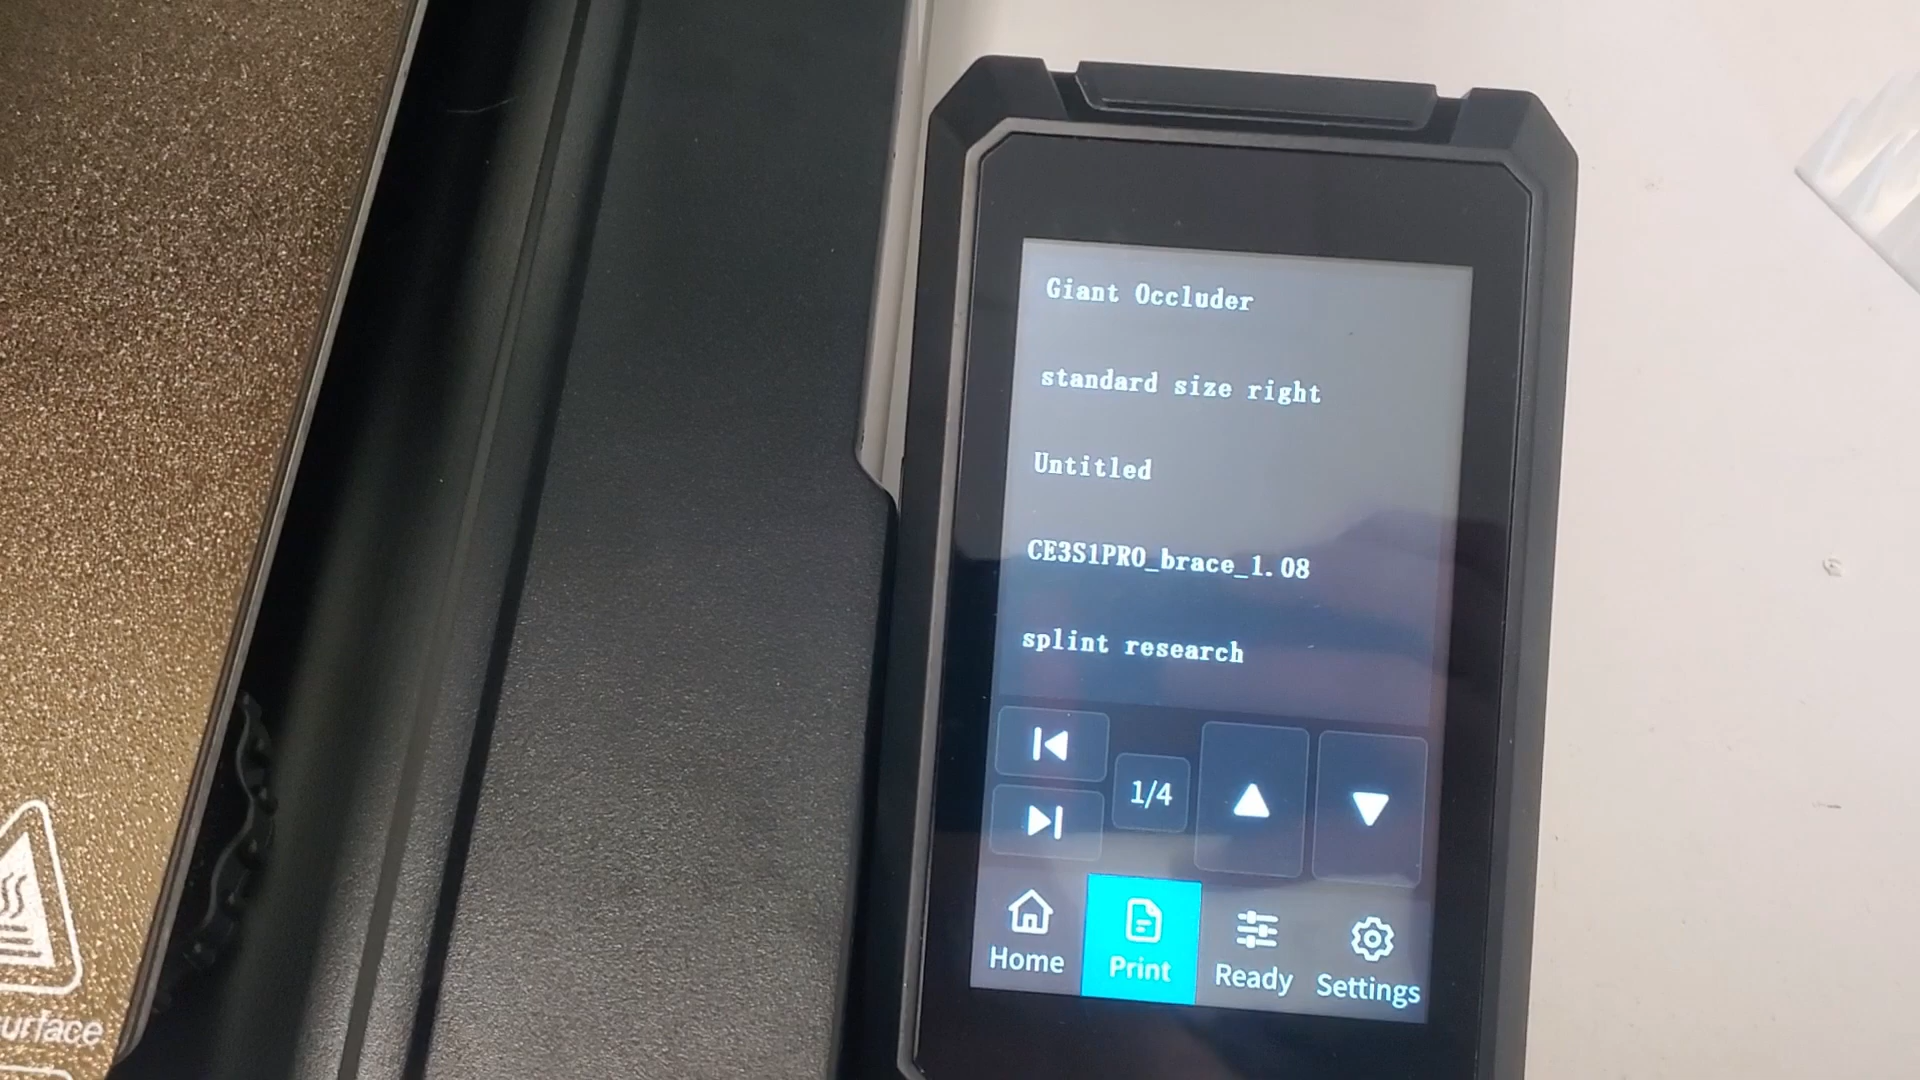 Giant Occluder
standard size right
Untitled
CE3S1PRO_brace_1.08
splint research
1/4
Home
Print
Ready
Settings
urface